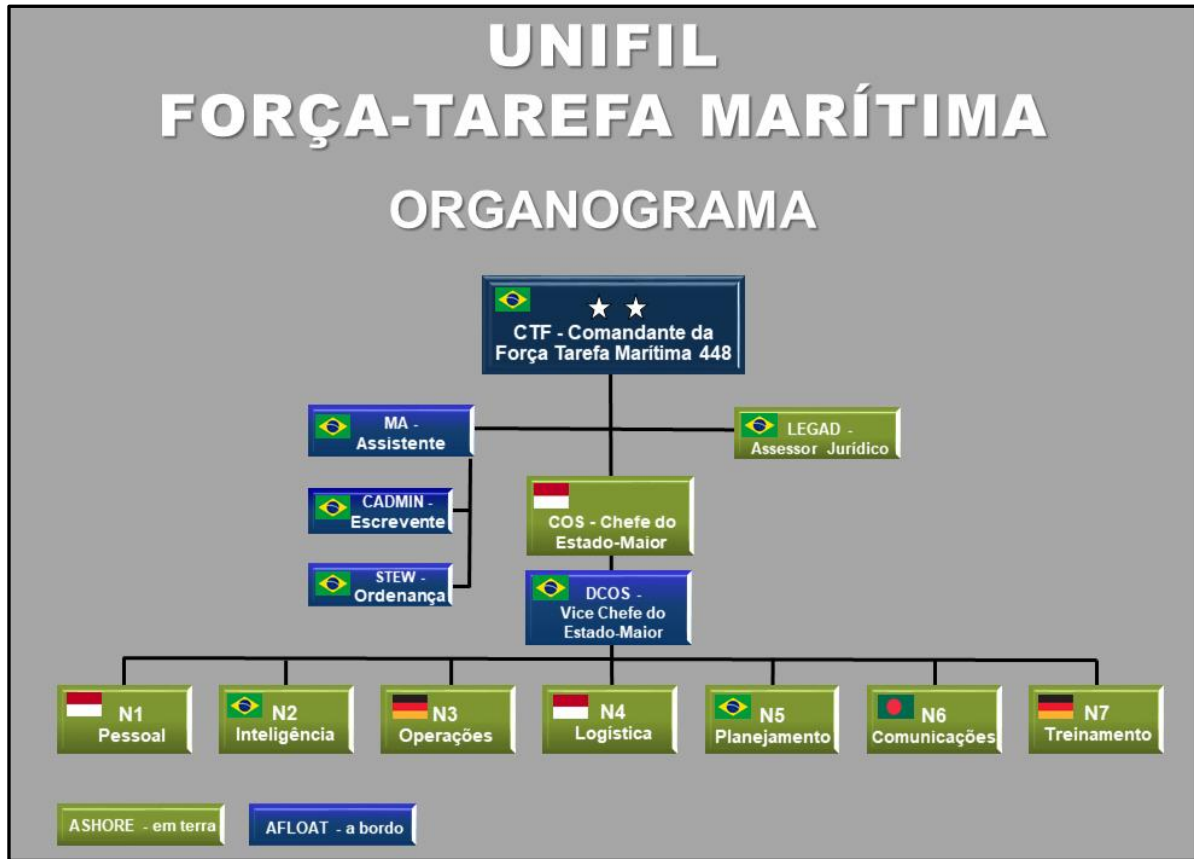 UNIFIL
FORÇA-TAREFA MARÍTIMA
ORGANOGRAMA
CTF - Comandante da
Força Tarefa Marítima 448
MA -
Assistente
LEGAD -
Assessor Jurídico
CADMIN -
Escrevente
COS - Chefe do
Estado-Maior
STEW -
Ordenança
DCOS -
Vice Chefe do
Estado-Maior
N1
Pessoal
N2
Inteligência
N3
Operações
N4
Logística
N5
Planejamento
N6
Comunicações
N7
Treinamento
ASHORE - em terra
AFLOAT - a bordo